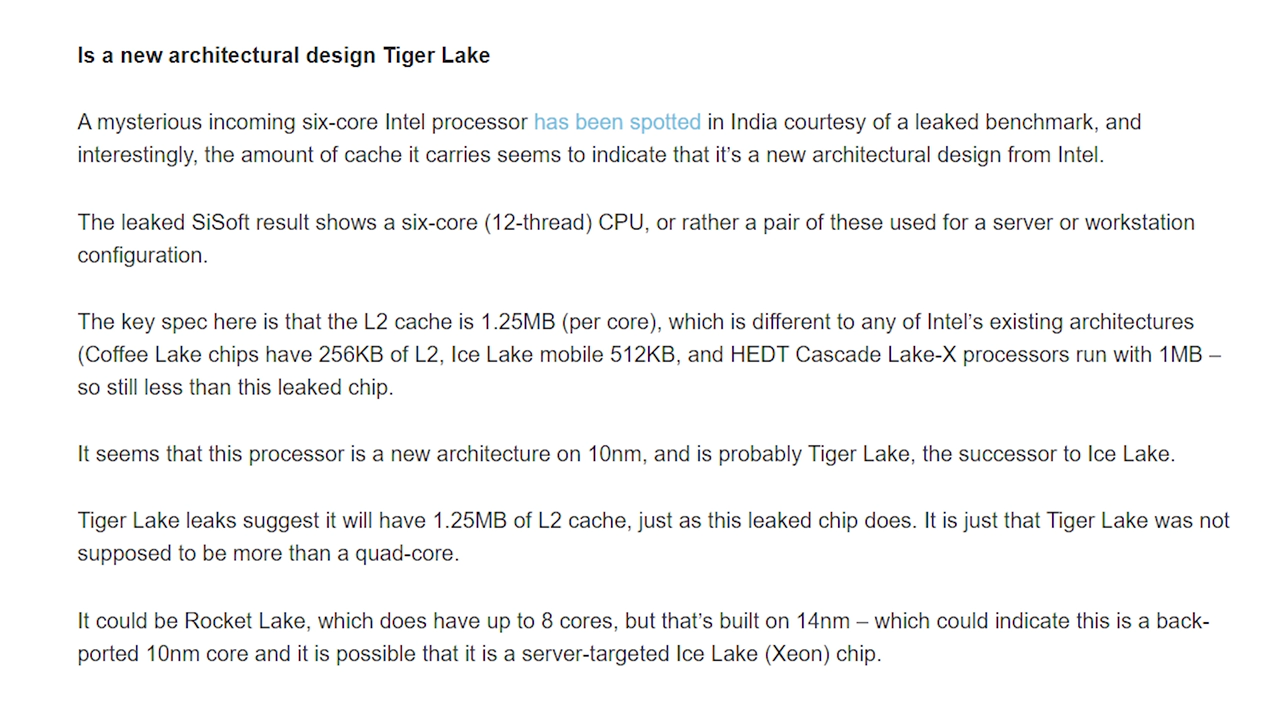 Is a new architectural design Tiger Lake
A mysterious incoming six-core Intel processor has been spotted in India courtesy of a leaked benchmark, and
interestingly, the amount of cache it carries seems to indicate that it’s a new architectural design from Intel.
The leaked SiSoft result shows a six-core (12-thread) CPU, or rather a pair of these used for a server or workstation
configuration.
The key spec here is that the L2 cache is 1.25MB (per core), which is different to any of Intel’s existing architectures
(Coffee Lake chips have 256KB of L2, Ice Lake mobile 512KB, and HEDT Cascade Lake-X processors run with 1MB –
so still less than this leaked chip.
It seems that this processor is a new architecture on 10nm, and is probably Tiger Lake, the successor to Ice Lake.
Tiger Lake leaks suggest it will have 1.25MB of L2 cache, just as this leaked chip does. It is just that Tiger Lake was not
supposed to be more than a quad-core.
It could be Rocket Lake, which does have up to 8 cores, but that’s built on 14nm – which could indicate this is a back-
ported 10nm core and it is possible that it is a server-targeted Ice Lake (Xeon) chip.